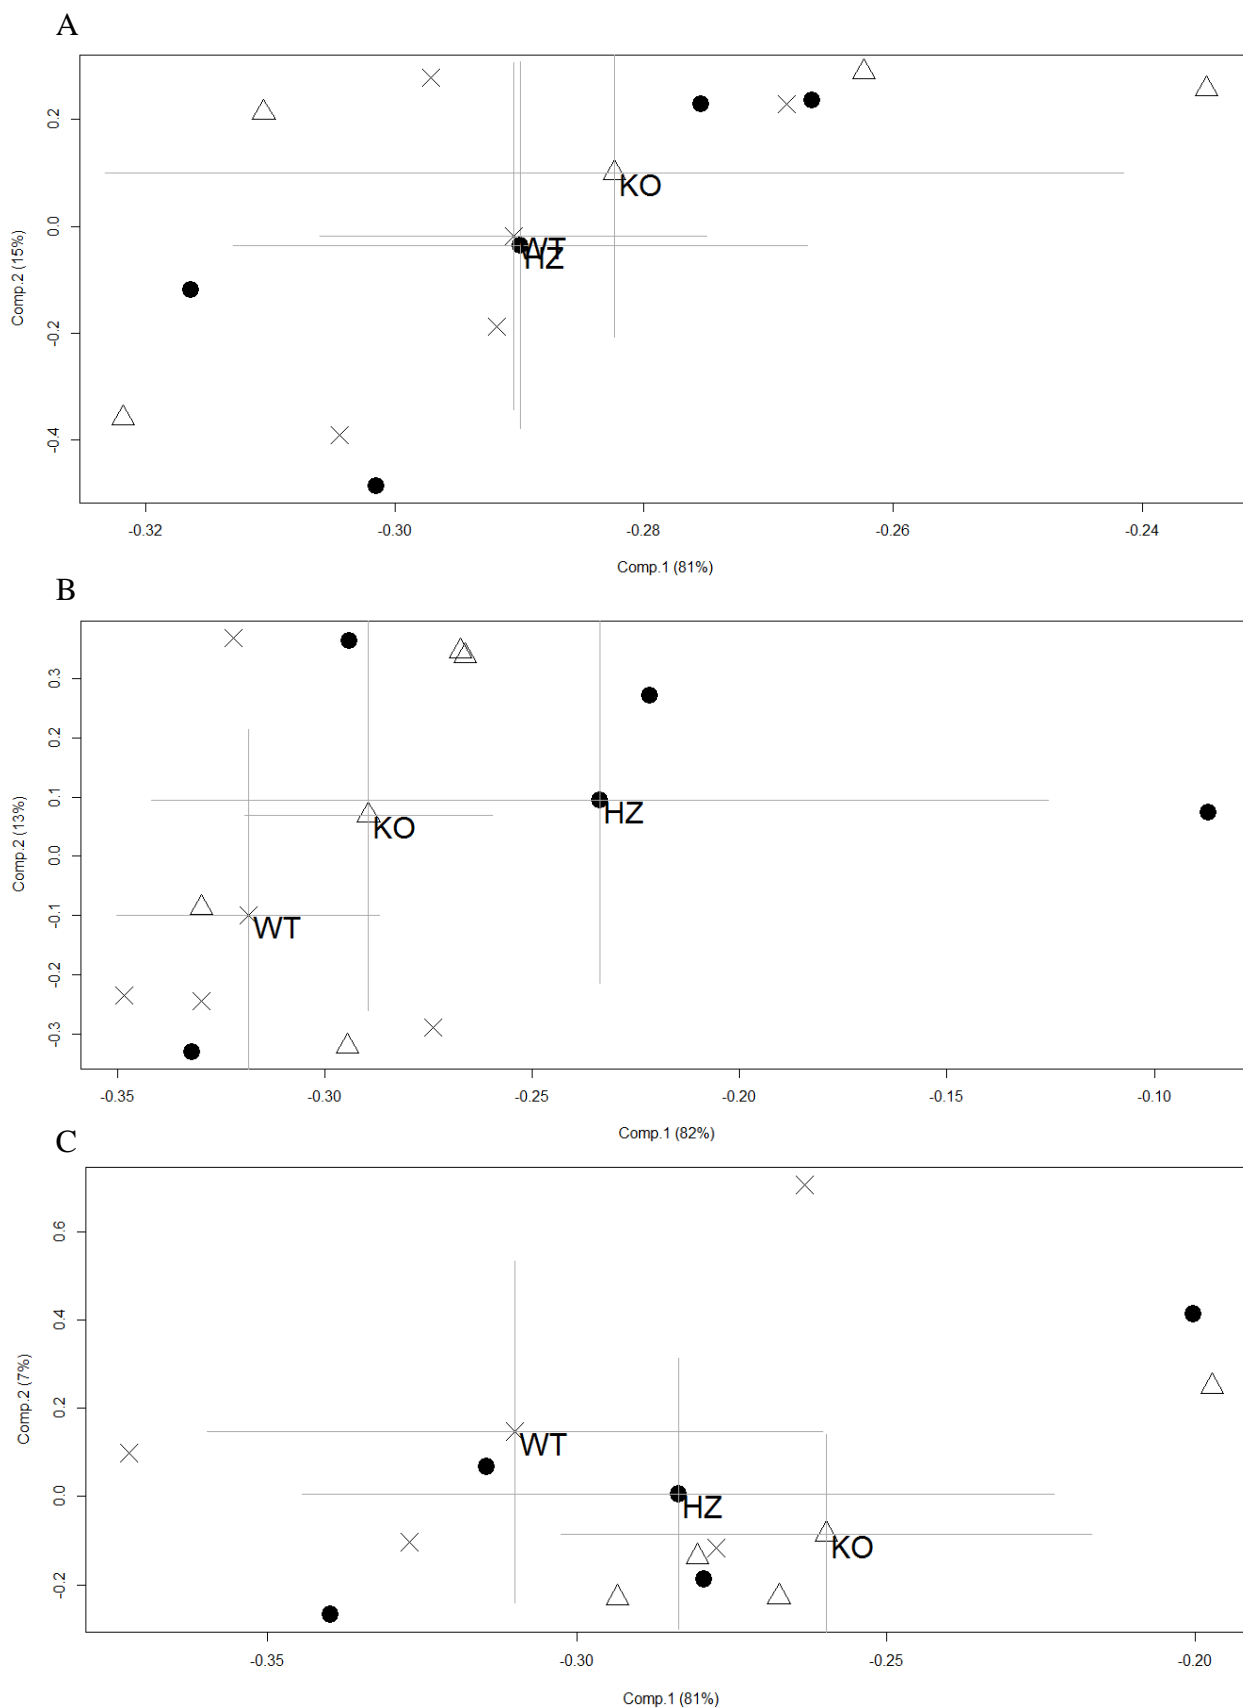 A
0.2
0.0
-0.2
-0.4
Comp.2 (15%)
KO
WT
HZ
-0.32
-0.30
-0.28
-0.26
-0.24
Comp.1 (81%)
B
0.3
0.2
0.1
0.0
-0.1
-0.2
-0.3
Comp.2 (13%)
HZ
KO
WT
-0.35
-0.30
-0.25
-0.20
-0.15
-0.10
Comp.1 (82%)
C
0.6
0.4
0.2
0.0
-0.2
Comp.2 (7%)
WT
HZ
KO
-0.35
-0.30
-0.25
-0.20
Comp.1 (81%)